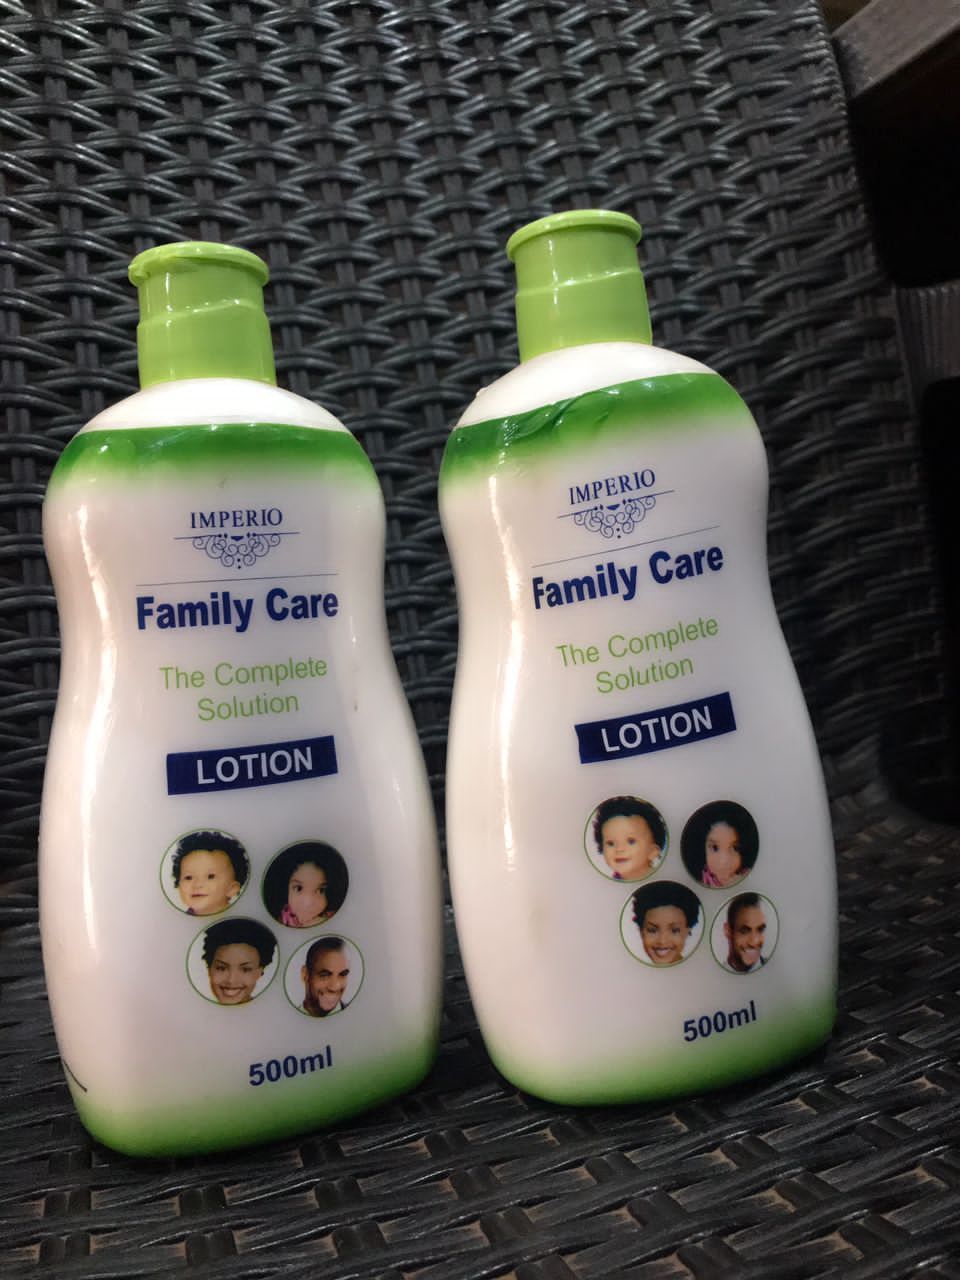 IMPERIO
Family Care
The Complete
Solution
LOTION
500ml
IMPERIO
Family Care
The Complete
Solution
LOTION
500ml